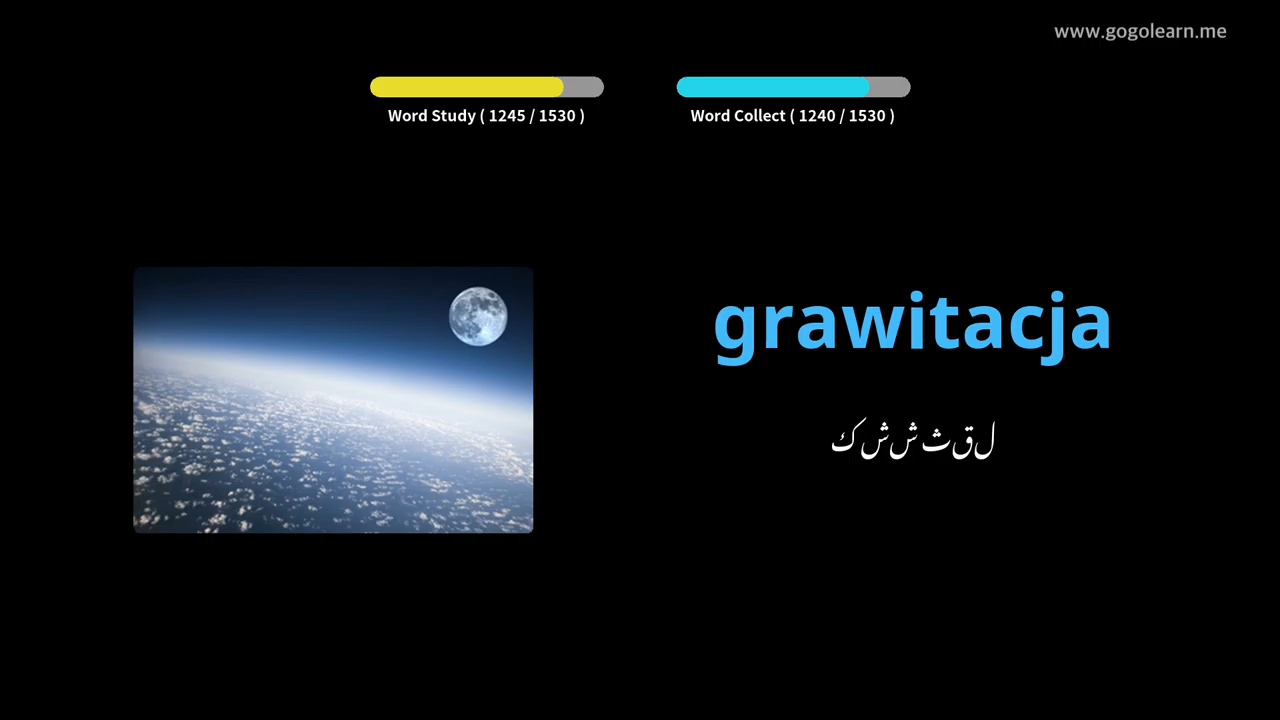 www.gogolearn.me
Word Study ( 1245 / 1530 )
Word Collect ( 1240 / 1530 )
grawitacja
کشش ثقل